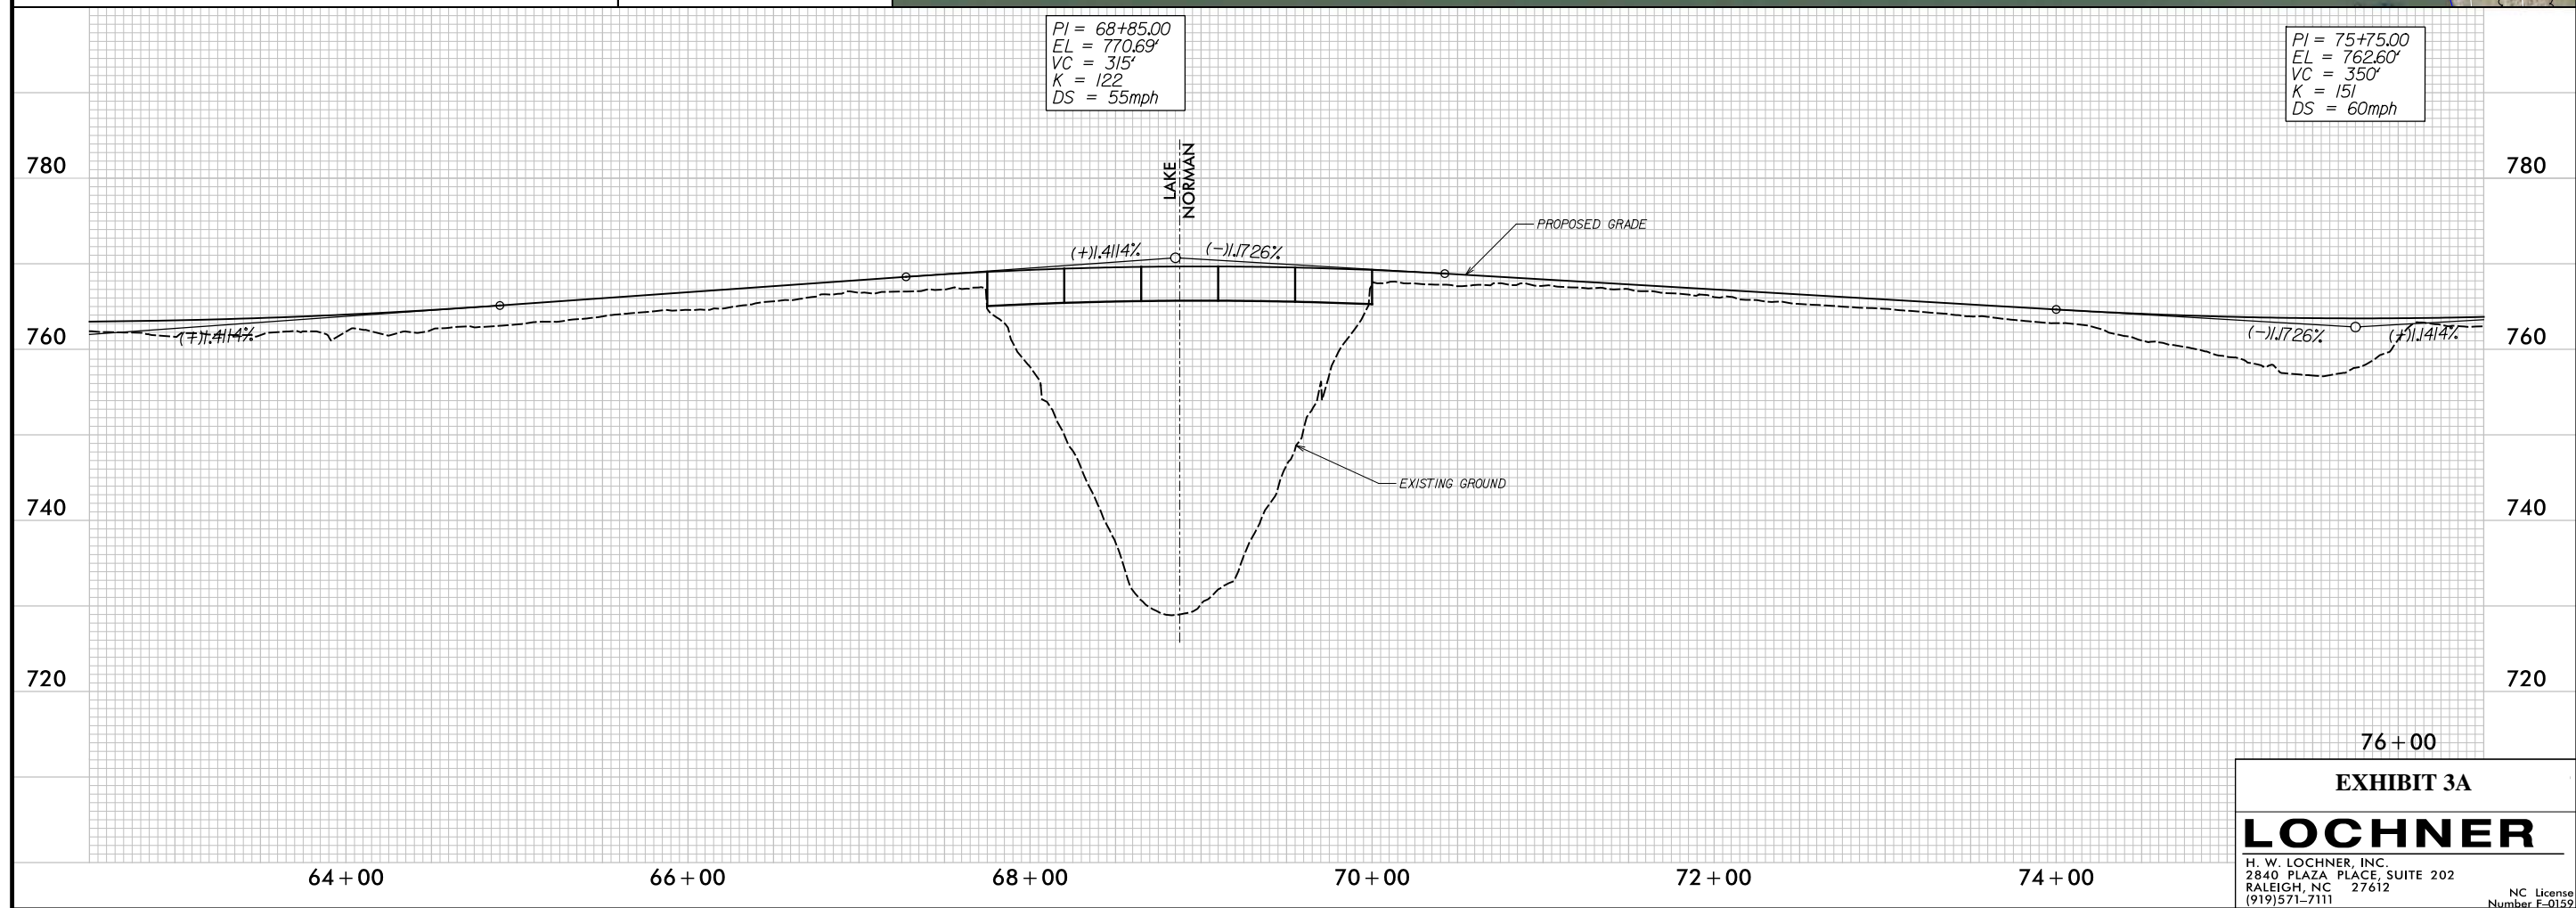 PI = 68+85.00
EL = 770.69'
VC = 315'
K = 122
DS = 55mph
PI = 75+75.00
EL = 762.60'
VC = 350'
K = 151
DS = 60mph
780
LAKE
NORMAN
780
PROPOSED GRADE
(+)1.4114%
(-)1.1726%
760
(+)1.4114%
(-)1.1726%
(+)1.1414%
760
EXISTING GROUND
740
740
720
720
76+00
EXHIBIT 3A
LOCHNER
H. W. LOCHNER, INC.
2840 PLAZA PLACE, SUITE 202
RALEIGH, NC 27612
(919)571-7111
NC License
Number F-0159
64+00
66+00
68+00
70+00
72+00
74+00